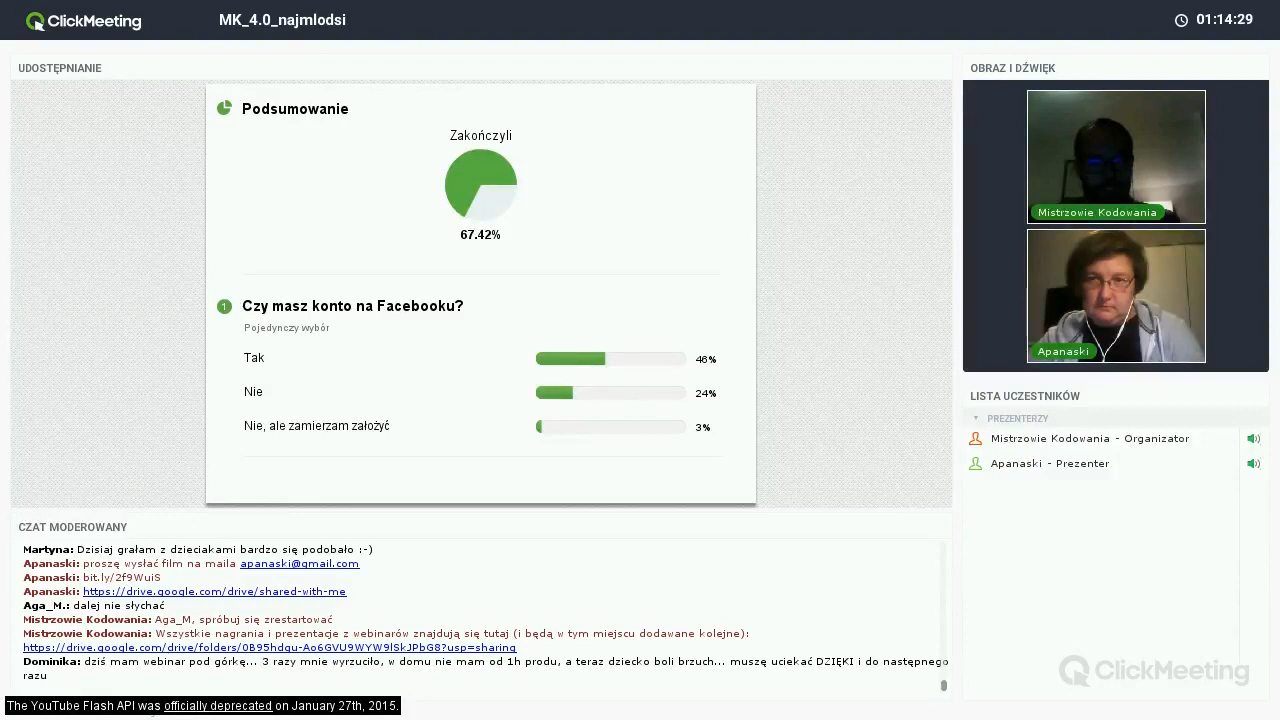 ClickMeeting
MK_4.0_najmlodsi
01:14:29
UDOSTĘPNIANIE
OBRAZ I DŹWIĘK
Podsumowanie
Zakończyli
67.42%
1 Czy masz konto na Facebooku?
Pojedynczy wybór
Tak 46%
Nie 24%
Nie, ale zamierzam założyć 3%
Mistrzowie Kodowania
Apanaski
LISTA UCZESTNIKÓW
PREZENTERZY
Mistrzowie Kodowania - Organizator
Apanaski - Prezenter
CZAT MODEROWANY
Martyna: Dzisiaj grałam z dzieciakami bardzo się podobało :-)
Apanaski: proszę wysłać film na maila apanaski@gmail.com
Apanaski: bit.ly/2f9WuiS
Apanaski: https://drive.google.com/drive/shared-with-me
Aga_M.: dalej nie słychać
Mistrzowie Kodowania: Aga_M, spróbuj się zrestartować
Mistrzowie Kodowania: Wszystkie nagrania i prezentacje z webinarów znajdują się tutaj (i będą w tym miejscu dodawane kolejne):
https://drive.google.com/drive/folders/0B95hdgu-Ao6GVU9WYW9lSkJPbG8?usp=sharing
Dominika: dziś mam webinar pod górkę... 3 razy mnie wyrzuciło, w domu nie mam od 1h prądu, a teraz dziecko boli brzuch... muszę uciekać DZIĘKI i do następnego
razu
ClickMeeting
The YouTube Flash API was officially deprecated on January 27th, 2015.